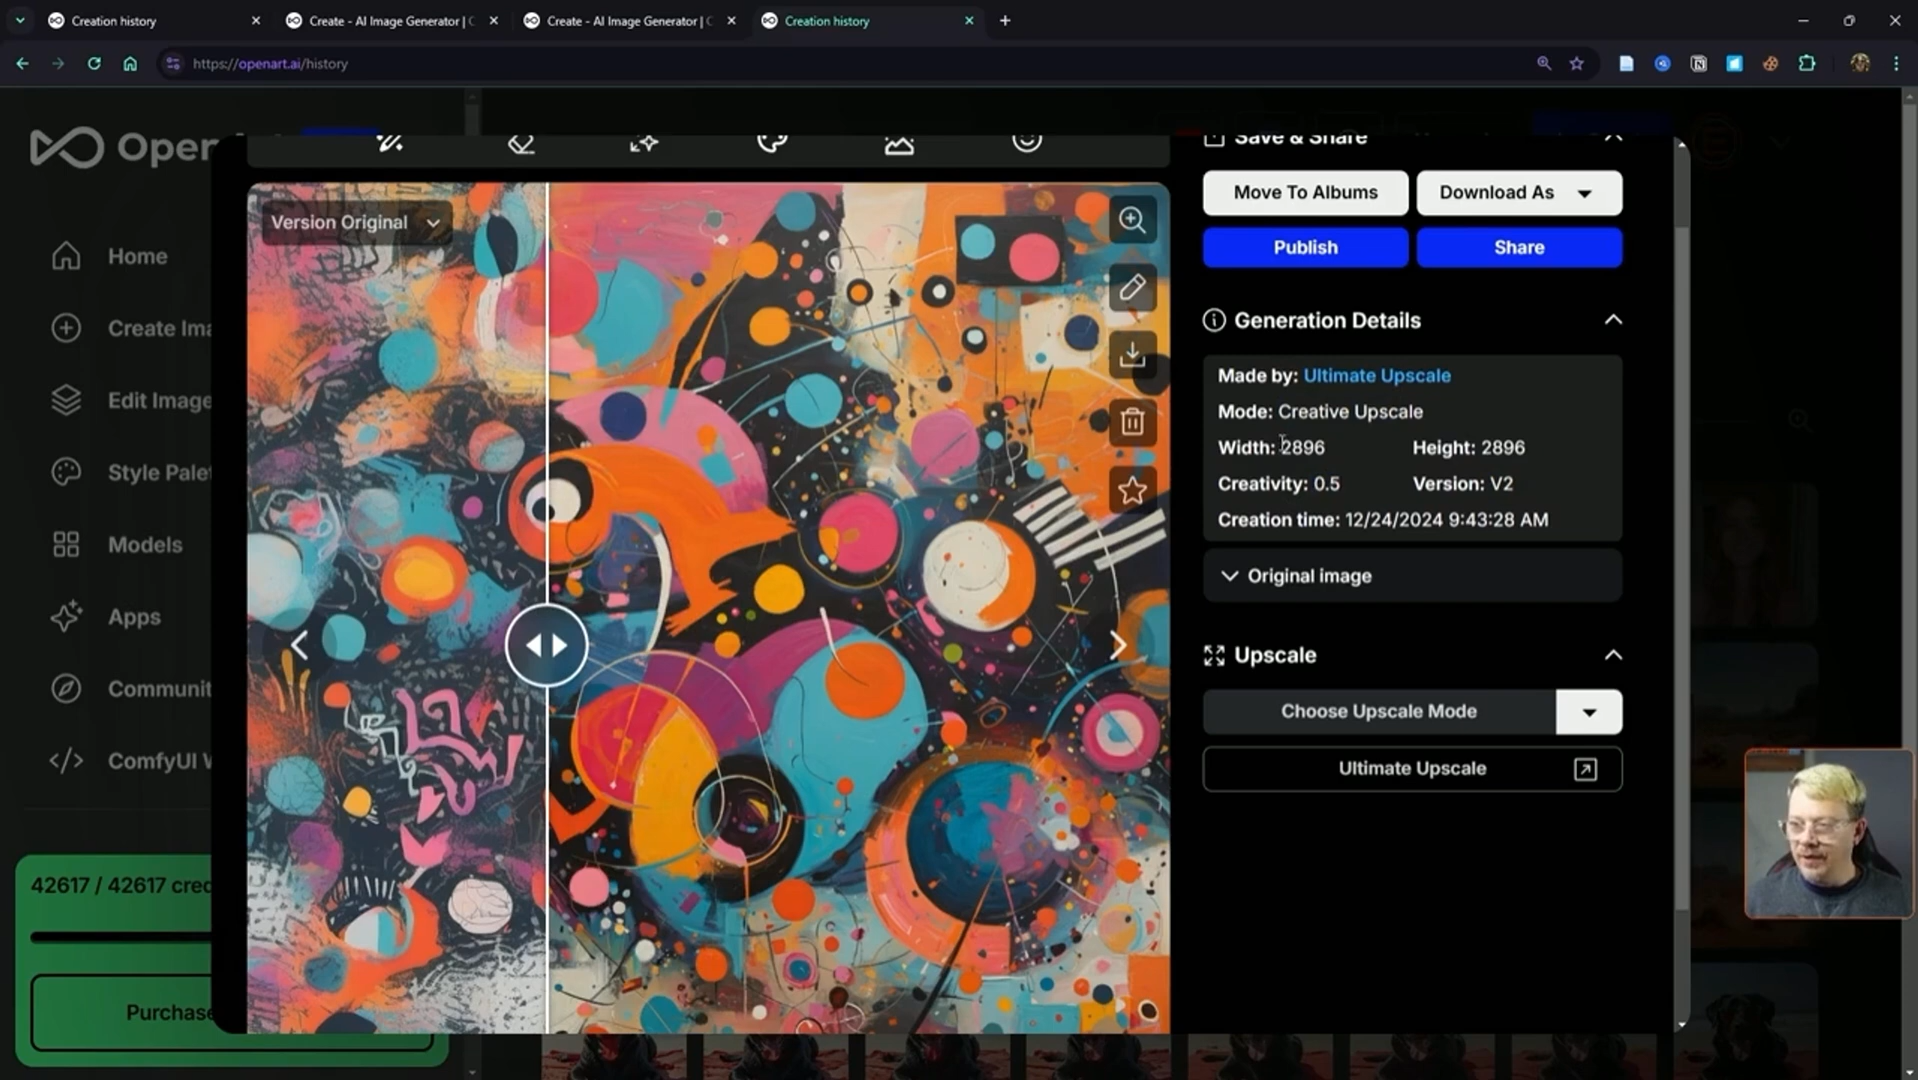 Creation history
Create - AI Image Generator | C
Create - AI Image Generator | C
Creation history
https://openart.ai/history
Open
Home
Create Ima
Edit Image
Style Palet
Models
Apps
Communit
ComfyUI W
42617 / 42617 cred
Purchase
Version Original
Save & Share
Move To Albums
Download As
Publish
Share
Generation Details
Made by: Ultimate Upscale
Mode: Creative Upscale
Width: 2896 Height: 2896
Creativity: 0.5 Version: V2
Creation time: 12/24/2024 9:43:28 AM
Original image
Upscale
Choose Upscale Mode
Ultimate Upscale